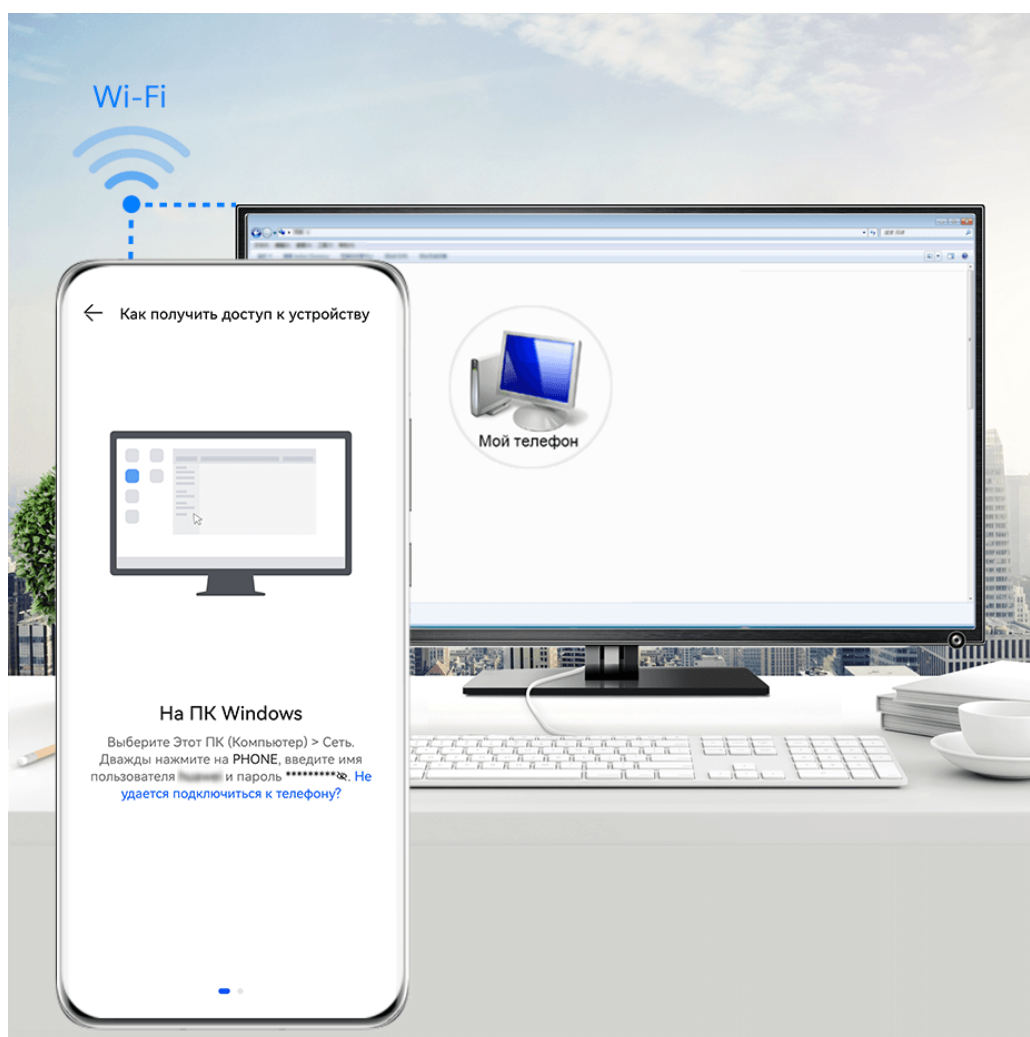 Wi-Fi
Как получить доступ к устройству
Мой телефон
На ПК Windows
Выберите Этот ПК (Компьютер) > Сеть.
Дважды нажмите на PHONE, введите имя
пользователя и пароль *********. Не
удается подключиться к телефону?